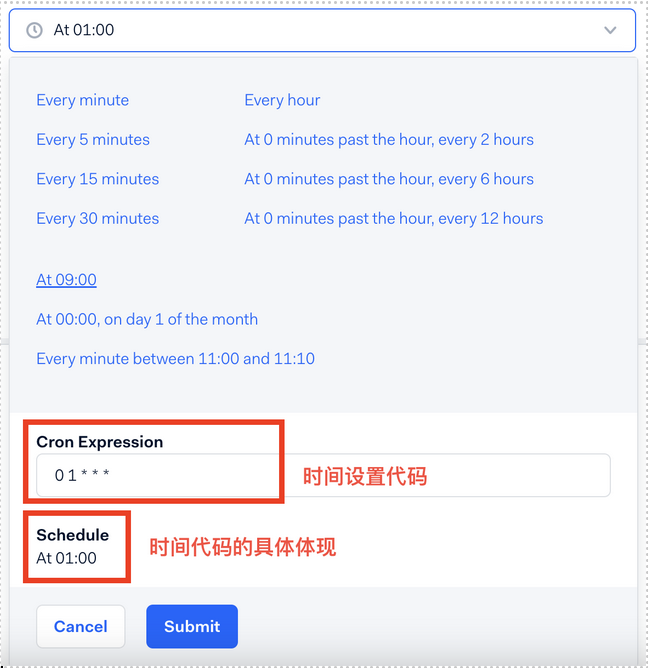 At 01:00
Every minute
Every hour
Every 5 minutes
At 0 minutes past the hour, every 2 hours
Every 15 minutes
At 0 minutes past the hour, every 6 hours
Every 30 minutes
At 0 minutes past the hour, every 12 hours
At 09:00
At 00:00, on day 1 of the month
Every minute between 11:00 and 11:10
Cron Expression
0 1 * * *
时间设置代码
Schedule
At 01:00
时间代码的具体体现
Cancel
Submit